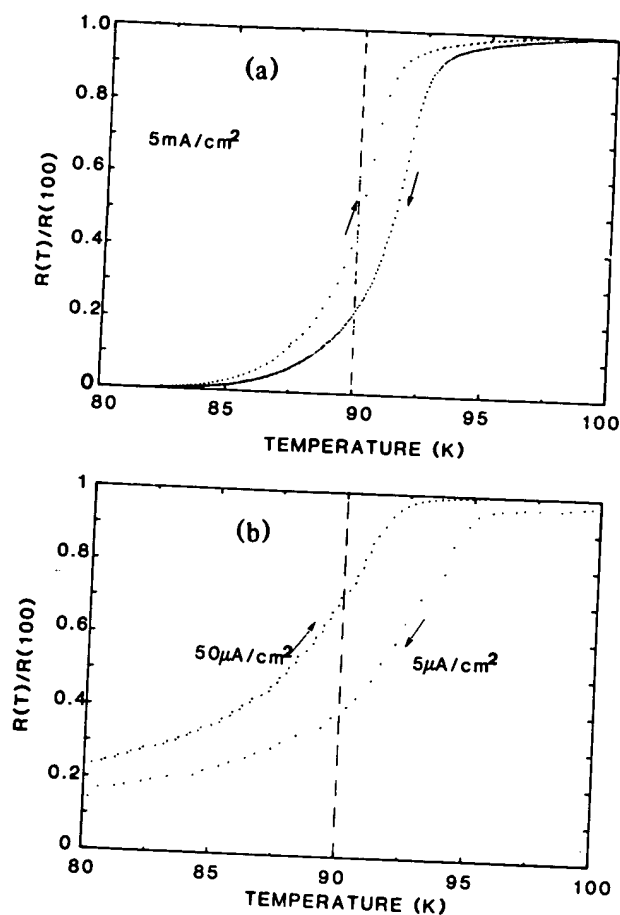 1.0
(a)
0.8
5mA/cm²
0.6
R(T)/R(100)
0.4
0.2
0
80 85 90 95 100
TEMPERATURE (K)
1
(b)
0.8
R(T)/R(100)
0.6
50µA/cm² 5µA/cm²
0.4
0.2
0
80 85 90 95 100
TEMPERATURE (K)